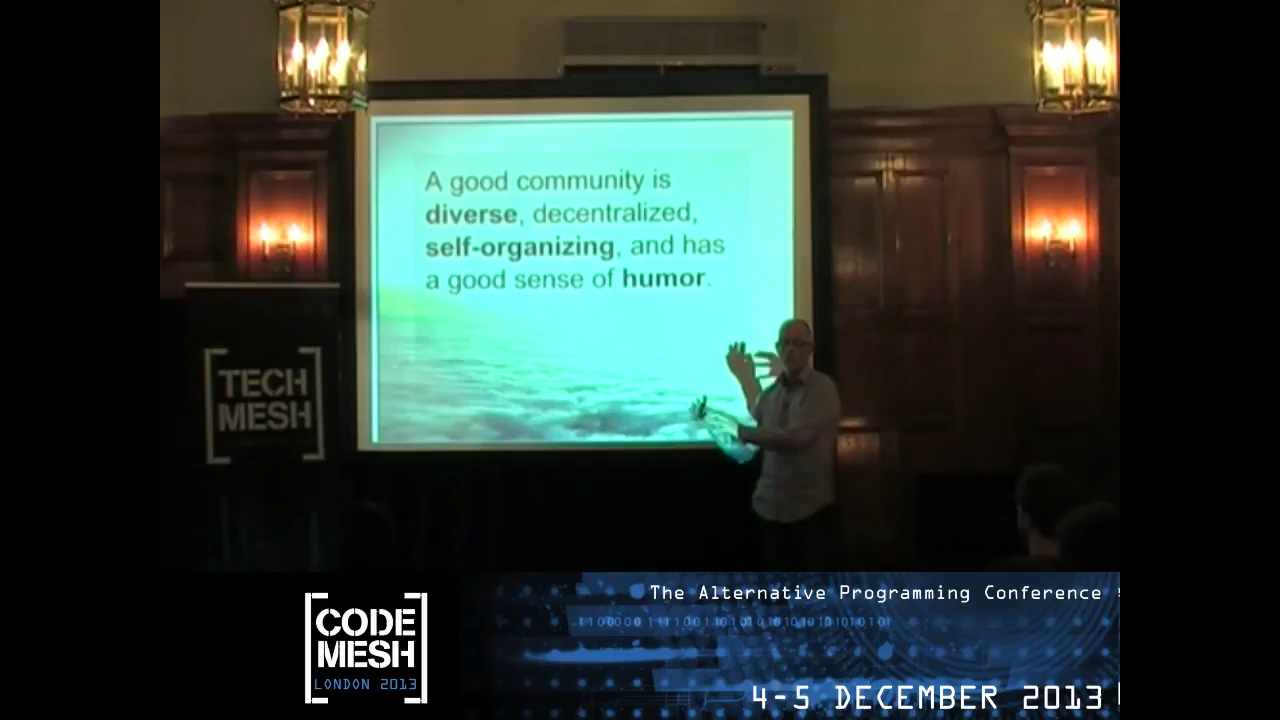 A good community is
diverse, decentralized,
self-organizing, and has
a good sense of humor.
TECH
MESH
CODE
MESH
LONDON 2013
The Alternative Programming Conference
4-5 DECEMBER 2013